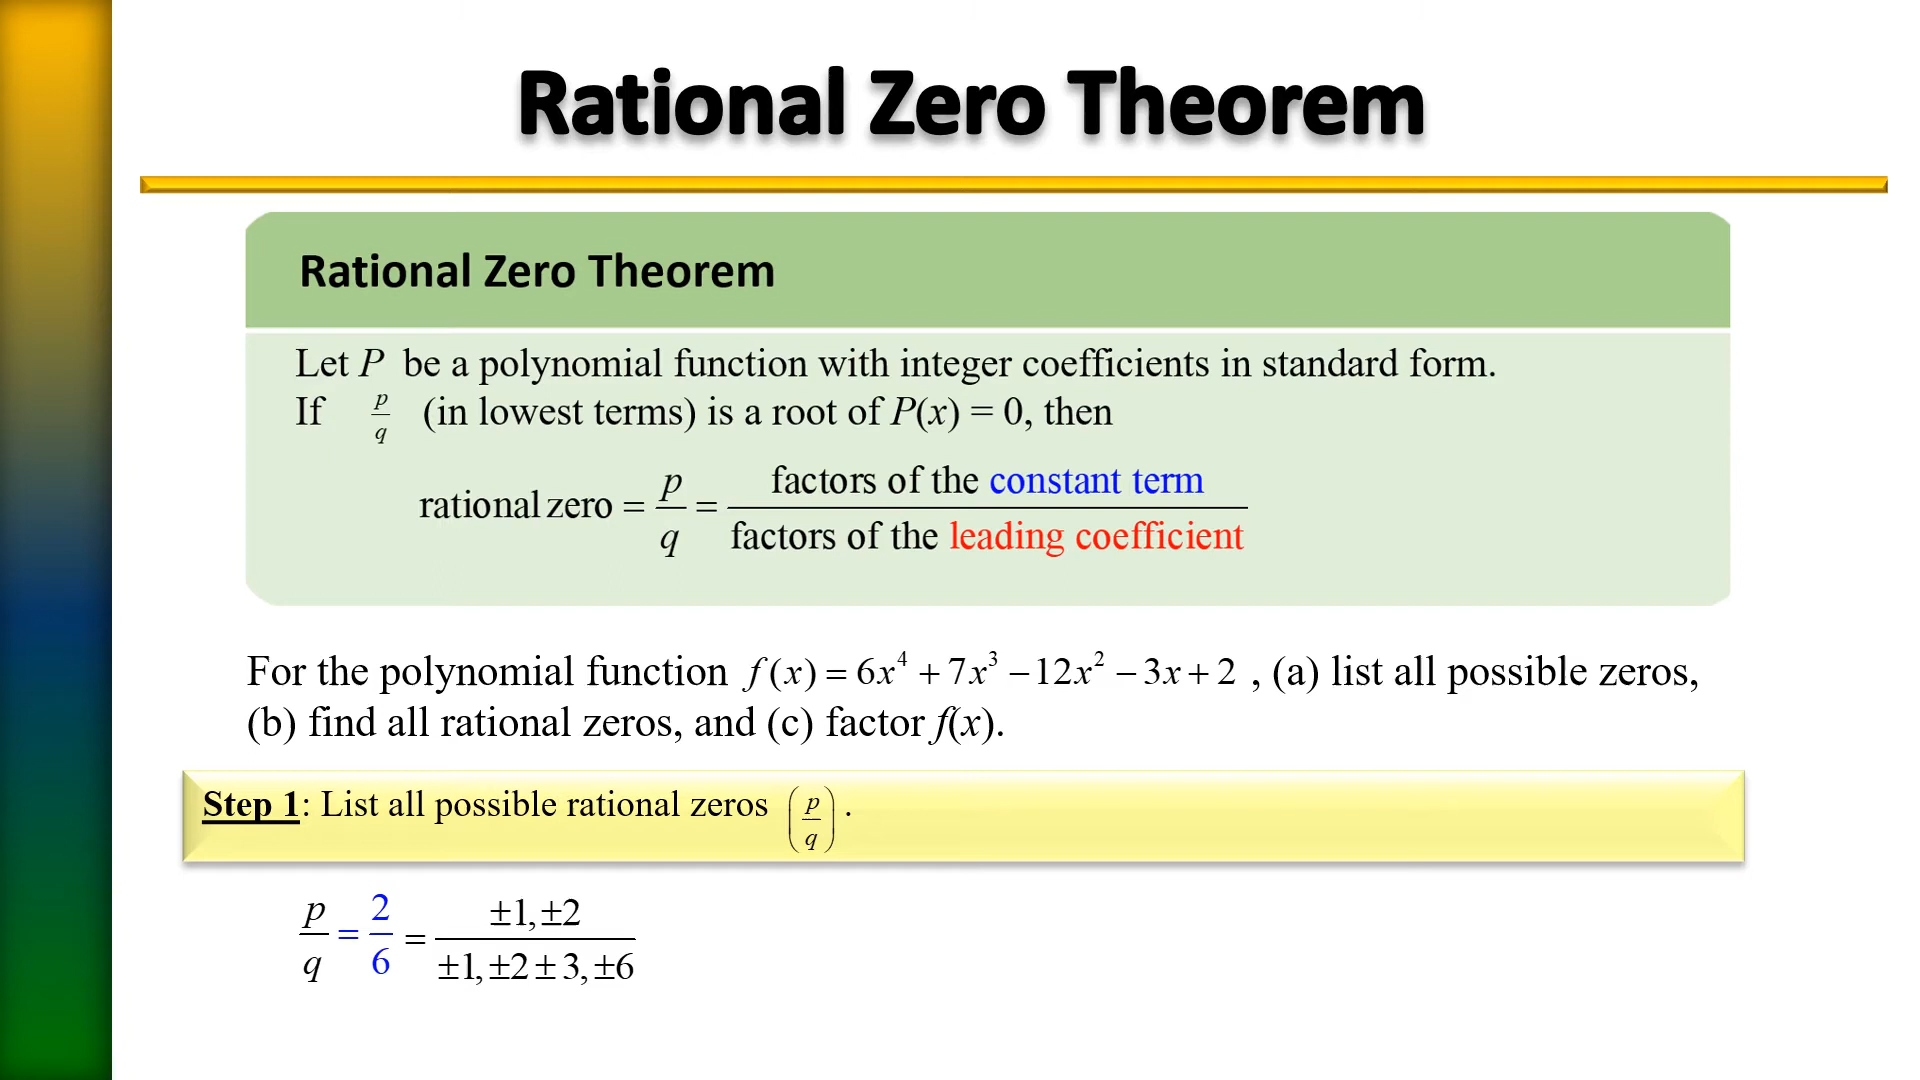 Rational Zero Theorem
Rational Zero Theorem
Let P be a polynomial function with integer coefficients in standard form.
If p/q (in lowest terms) is a root of P(x) = 0, then
rational zero = p/q = factors of the constant term / factors of the leading coefficient
For the polynomial function f(x) = 6x⁴ + 7x³ − 12x² − 3x + 2 , (a) list all possible zeros,
(b) find all rational zeros, and (c) factor f(x).
Step 1: List all possible rational zeros (p/q) .
p/q = 2/6 = ±1, ±2 / ±1, ±2 ± 3, ±6